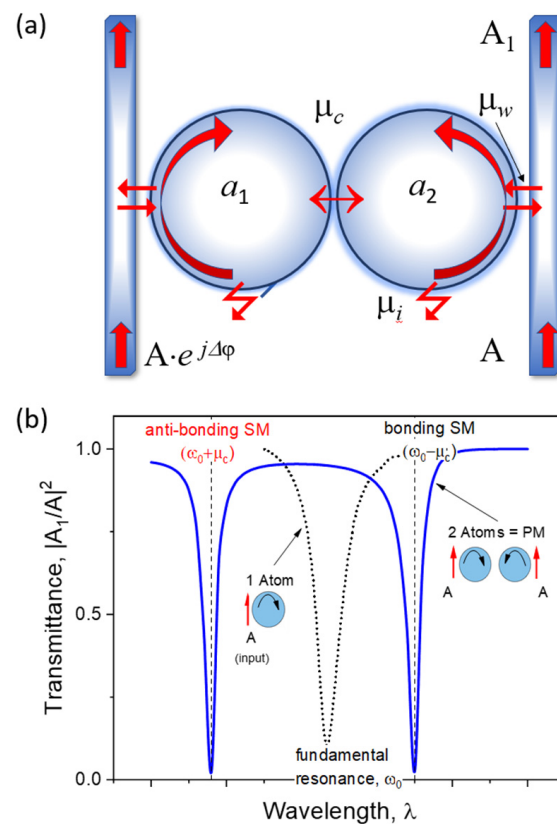 (a)
A₁
μc
μw
a₁
a₂
μi
A·e jΔφ
A
(b)
anti-bonding SM
(ω₀+μc)
bonding SM
(ω₀-μc)
1.0
0.5
0.0
Transmittance, |A₁/A|²
1 Atom
A
(input)
2 Atoms = PM
A
A
fundamental
resonance, ω₀
Wavelength, λ